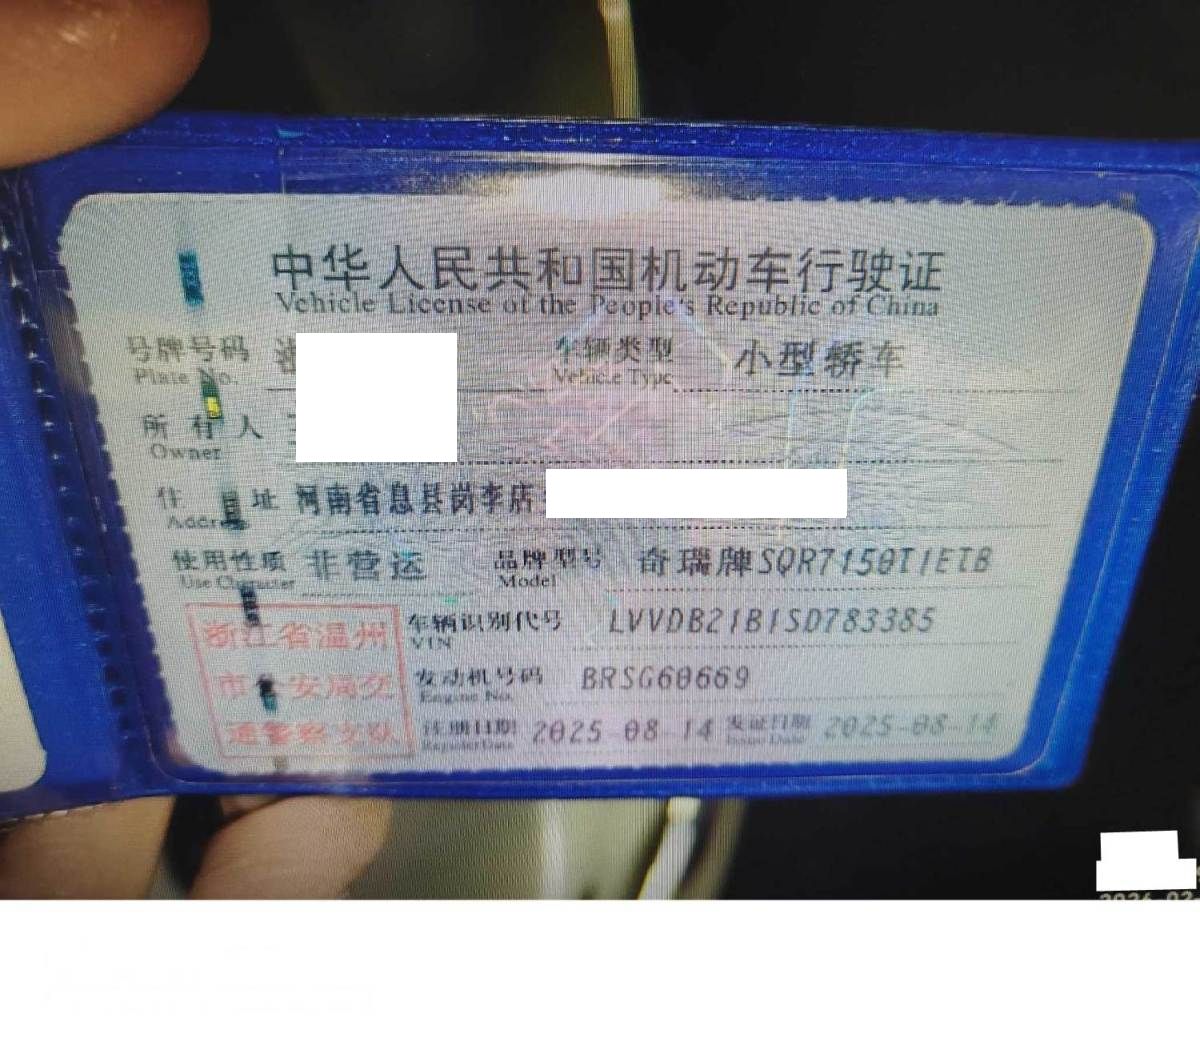 中华人民共和国机动车行驶证
Vehicle License of the People's Republic of China
号牌号码 车辆类型 小型轿车
Plate No. Vehicle Type
所有人
Owner
住址 河南省息县岗李店
Addr
使用性质 非营运 品牌型号 奇瑞牌SQR7150T1ETB
Use Character Model
浙江省温州 车辆识别代号 LVVDB21B1SD783385
VIN
市公安局交 发动机号码 BRSG60669
Engine No.
通警察支队 注册日期 2025-08-14 发证日期 2025-08-14
Register Date Issue Date